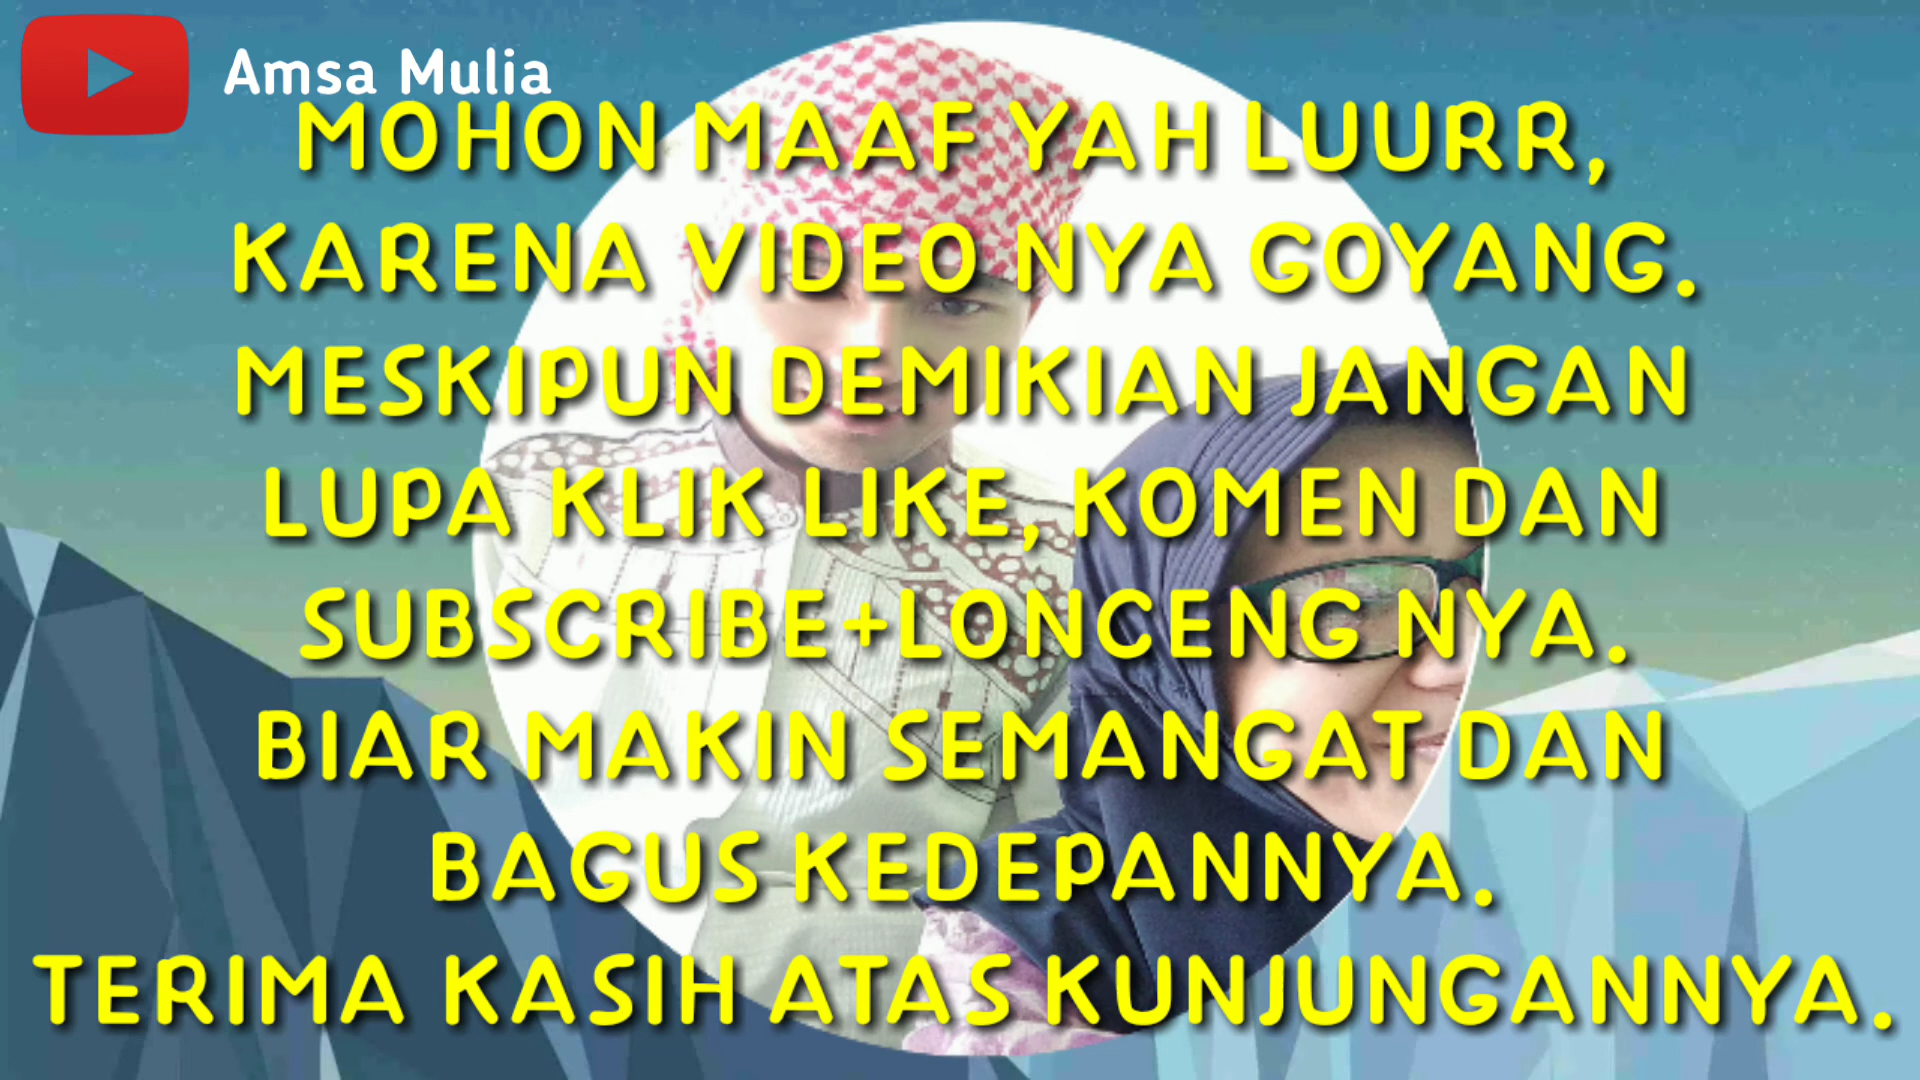 Amsa Mulia
MOHON MAAF YAH LUURR,
KARENA VIDEO NYA GOYANG.
MESKIPUN DEMIKIAN JANGAN
LUPA KLIK LIKE, KOMEN DAN
SUBSCRIBE+LONCENG NYA.
BIAR MAKIN SEMANGAT DAN
BAGUS KEDEPANNYA.
TERIMA KASIH ATAS KUNJUNGANNYA.